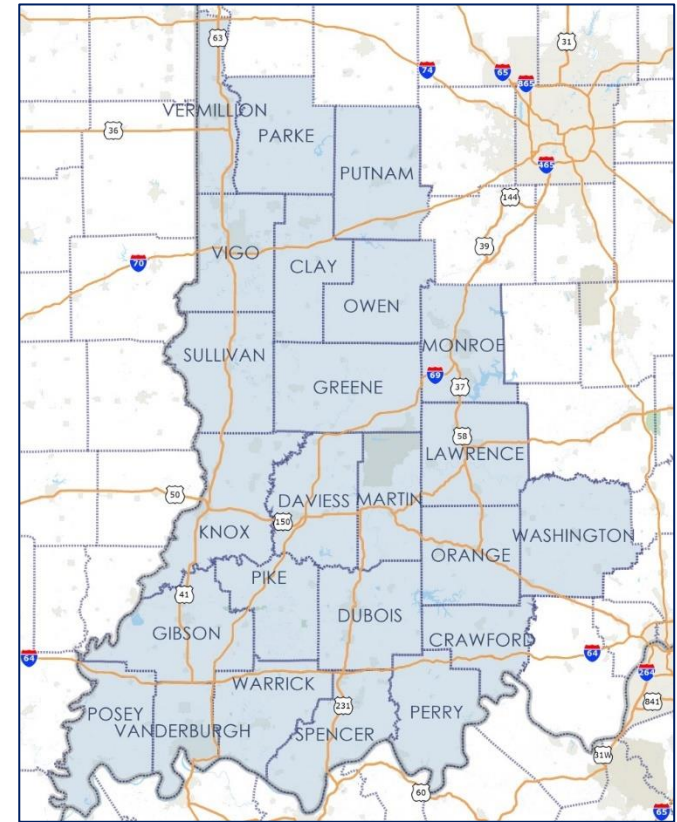 63
31
74
65
865
VERMILLION
36
PARKE
PUTNAM
465
144
39
VIGO
CLAY
70
OWEN
MONROE
SULLIVAN
GREENE
69
37
58
LAWRENCE
50
DAVIESS
MARTIN
150
KNOX
WASHINGTON
ORANGE
PIKE
41
DUBOIS
GIBSON
CRAWFORD
64
64
264
WARRICK
231
841
POSEY
PERRY
VANDERBURGH
SPENCER
31W
60
65